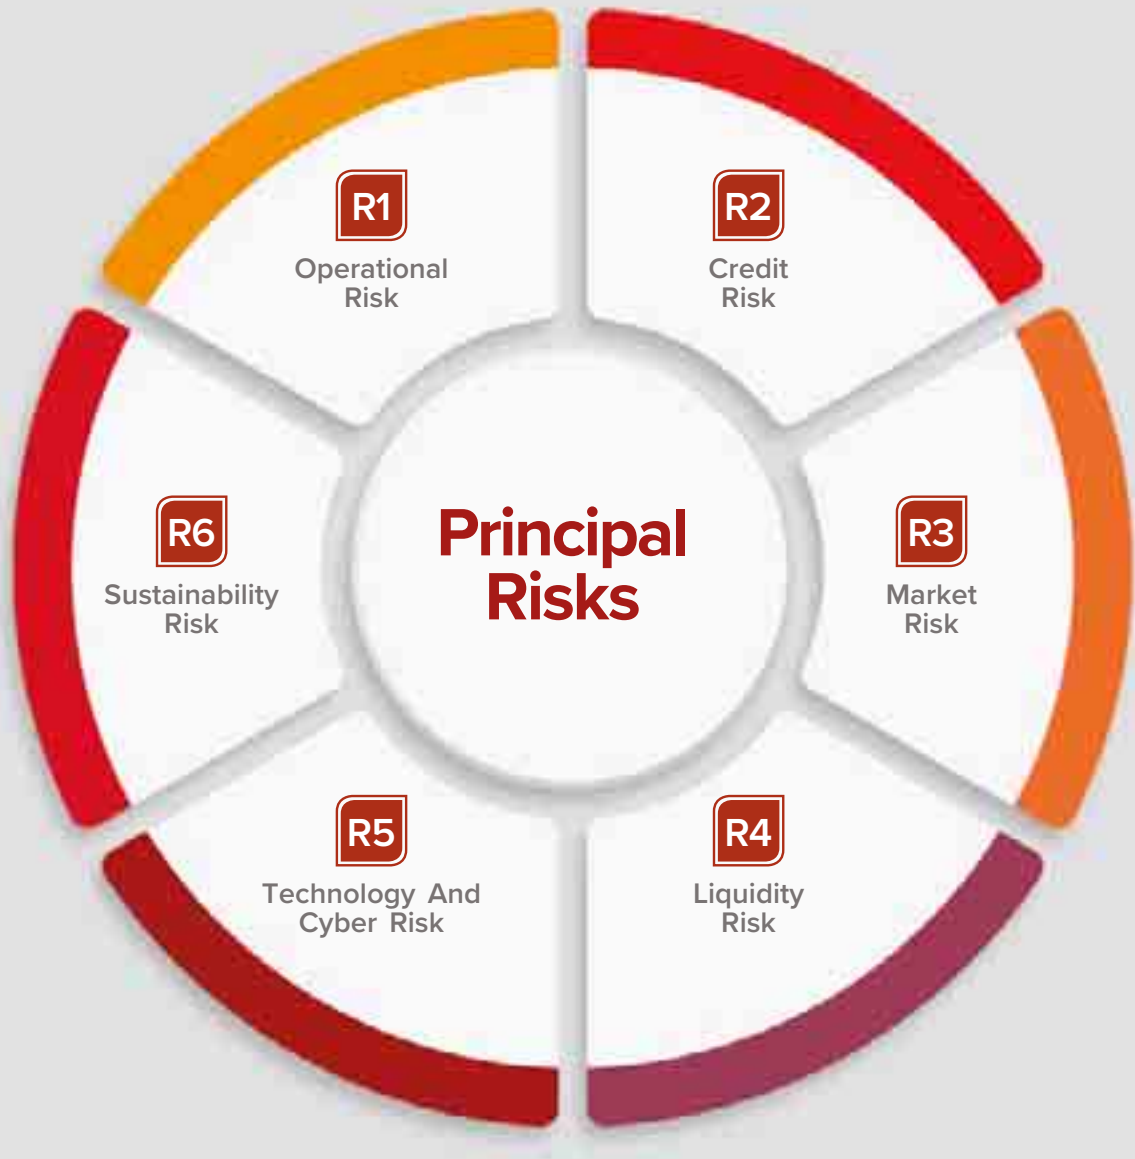 R1
Operational
Risk
R2
Credit
Risk
R3
Market
Risk
R4
Liquidity
Risk
R5
Technology And
Cyber Risk
R6
Sustainability
Risk
Principal
Risks